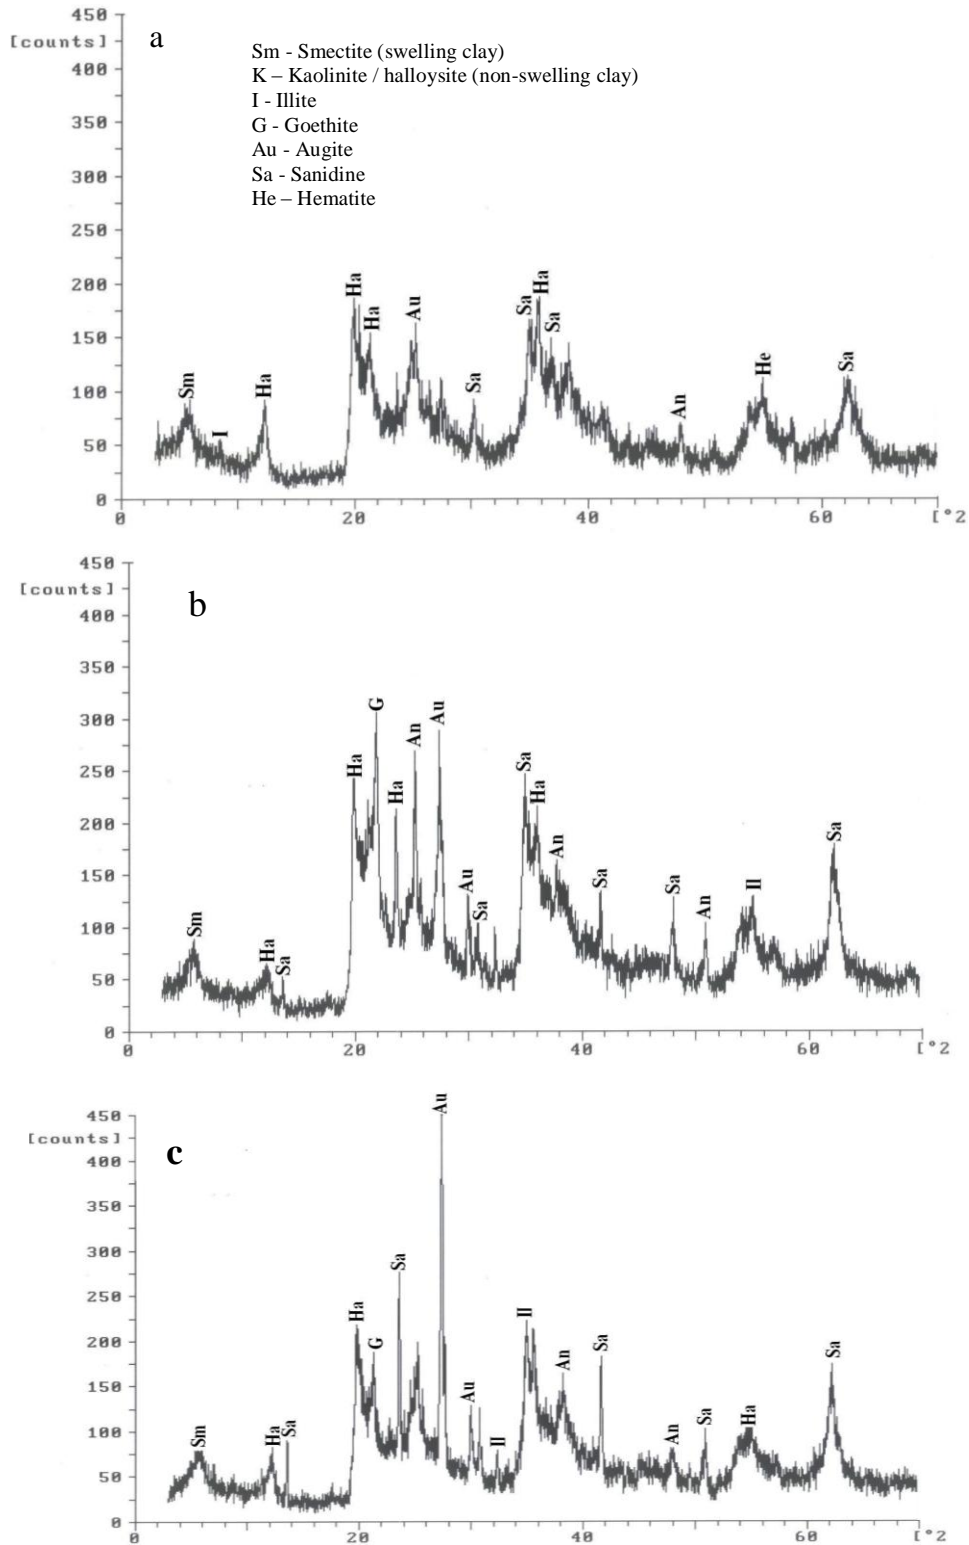 450
[counts]
400
350
300
250
200
150
100
50
0
a
Sm - Smectite (swelling clay)
K – Kaolinite / halloysite (non-swelling clay)
I - Illite
G - Goethite
Au - Augite
Sa - Sanidine
He – Hematite
Sm
I
Ha
Ha
Ha
Au
Sa
Sa
Ha
Sa
An
He
Sa
0 20 40 60 [°2
450
[counts]
400
350
300
250
200
150
100
50
0
b
Sm
Ha
Sa
Ha
G
Ha
An
Au
Au
Sa
Sa
Ha
An
Sa
Sa
An
Il
Sa
0 20 40 60 [°2
450
[counts]
400
350
300
250
200
150
100
50
0
c
Sm
Ha
Sa
Ha
G
Sa
Au
Au
Il
Il
An
Sa
An
Sa
Ha
Sa
0 20 40 60 [°2